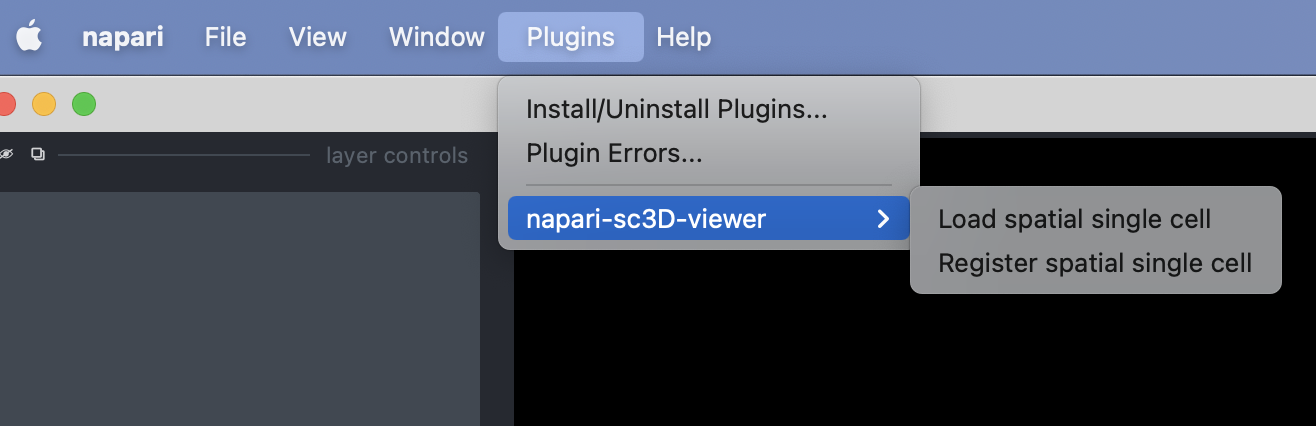 napari File View Window Plugins Help
Install/Uninstall Plugins...
layer controls
Plugin Errors...
napari-sc3D-viewer
Load spatial single cell
Register spatial single cell